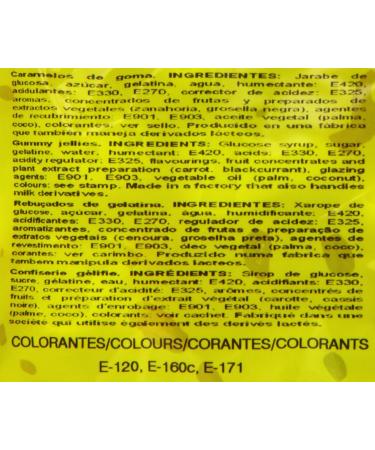 Caramelos de goma. INGREDIENTES: Jarabe de
glucosa, azúcar, gelatina, agua, humectante: E420,
acidulantes: E330, E270, corrector de acidez: E325,
aromas, concentrados de frutas y preparados de
extractos vegetales (zanahoria, grosella negra), agentes
de recubrimiento: E901, E903, aceite vegetal (palma,
coco), colorantes: ver sello. Producido en una fábrica
que también maneja derivados lácteos.
Gummy jellies. INGREDIENTS: Glucose syrup, sugar,
gelatine, water, humectant: E420, acids: E330, E270,
acidity regulator: E325, flavourings, fruit concentrates and
plant extract preparation (carrot, blackcurrant), glazing
agents: E901, E903, vegetable oil (palm, coconut),
colours: see stamp. Made in a factory that also handles
milk derivatives.
Rebuçados de gelatina. INGREDIENTES: Xarope de
glucose, açúcar, gelatina, água, humidificante: E420,
acidificantes: E330, E270, regulador de acidez: E325,
aromatizantes, concentrado de frutas e preparação de
extratos vegetais (cenoura, groselha preta), agentes de
revestimento: E901, E903, óleo vegetal (palma, coco),
corantes: ver carimbo. Produzido numa fábrica que
também manipula derivados lácteos.
Confiserie gélifie. INGRÉDIENTS: Sirop de glucose,
sucre, gélatine, eau, humectant: E420, acidifiants: E330,
E270, correcteur d'acidité: E325, arômes, concentrés de
fruits et préparation d'extrait végétal (carotte, cassis
noire), agents d'enrobage: E901, E903, huile végétale
(palme, coco), colorants: voir cachet. Fabriqué dans une
société qui utilise également des derivés lactés.
COLORANTES/COLOURS/CORANTES/COLORANTS
E-120, E-160c, E-171